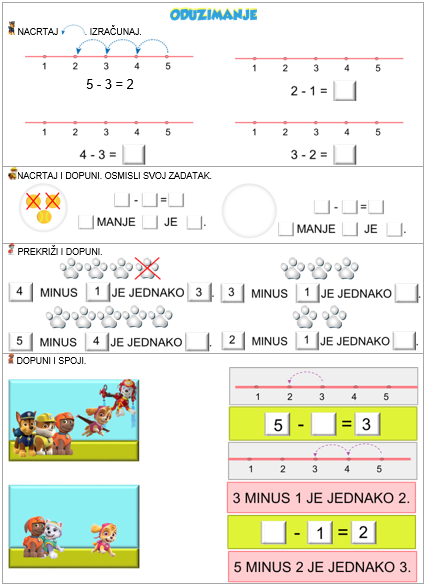 ODUZIMANJE
NACRTAJ . IZRAČUNAJ.
1 2 3 4 5
5 - 3 = 2
1 2 3 4 5
2 - 1 =
1 2 3 4 5
4 - 3 =
1 2 3 4 5
3 - 2 =
NACRTAJ I DOPUNI. OSMISLI SVOJ ZADATAK.
- =
MANJE JE .
- =
MANJE JE .
PREKRIŽI I DOPUNI.
4 MINUS 1 JE JEDNAKO 3 .
3 MINUS 1 JE JEDNAKO .
5 MINUS 4 JE JEDNAKO .
2 MINUS 1 JE JEDNAKO .
DOPUNI I SPOJI.
1 2 3 4 5
5 - = 3
1 2 3 4 5
3 MINUS 1 JE JEDNAKO 2.
- 1 = 2
5 MINUS 2 JE JEDNAKO 3.